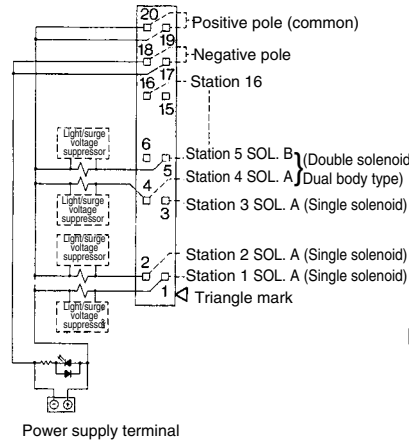 20
Positive pole (common)
19
18
Negative pole
17
16
Station 16
15
Light/surge
voltage
suppressor
6
5
Station 5 SOL. B
(Double solenoid
Station 4 SOL. A
Dual body type)
Light/surge
voltage
suppressor
4
3
Station 3 SOL. A (Single solenoid)
Light/surge
voltage
suppressor
2
Station 2 SOL. A (Single solenoid)
Station 1 SOL. A (Single solenoid)
1
Triangle mark
Light/surge
voltage
suppressor
Power supply terminal